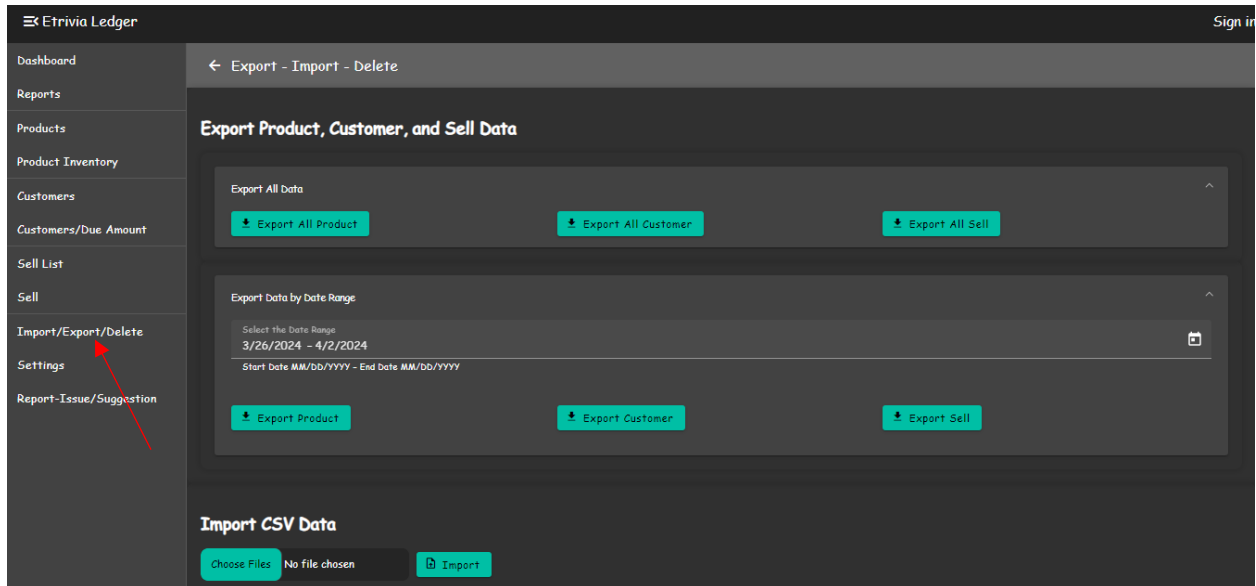 Etrivia Ledger
Sign in
Dashboard
Reports
Products
Product Inventory
Customers
Customers/Due Amount
Sell List
Sell
Import/Export/Delete
Settings
Report-Issue/Suggestion
Export - Import - Delete
Export Product, Customer, and Sell Data
Export All Data
Export All Product
Export All Customer
Export All Sell
Export Data by Date Range
Select the Date Range
3/26/2024 - 4/2/2024
Start Date MM/DD/YYYY - End Date MM/DD/YYYY
Export Product
Export Customer
Export Sell
Import CSV Data
Choose Files No file chosen
Import